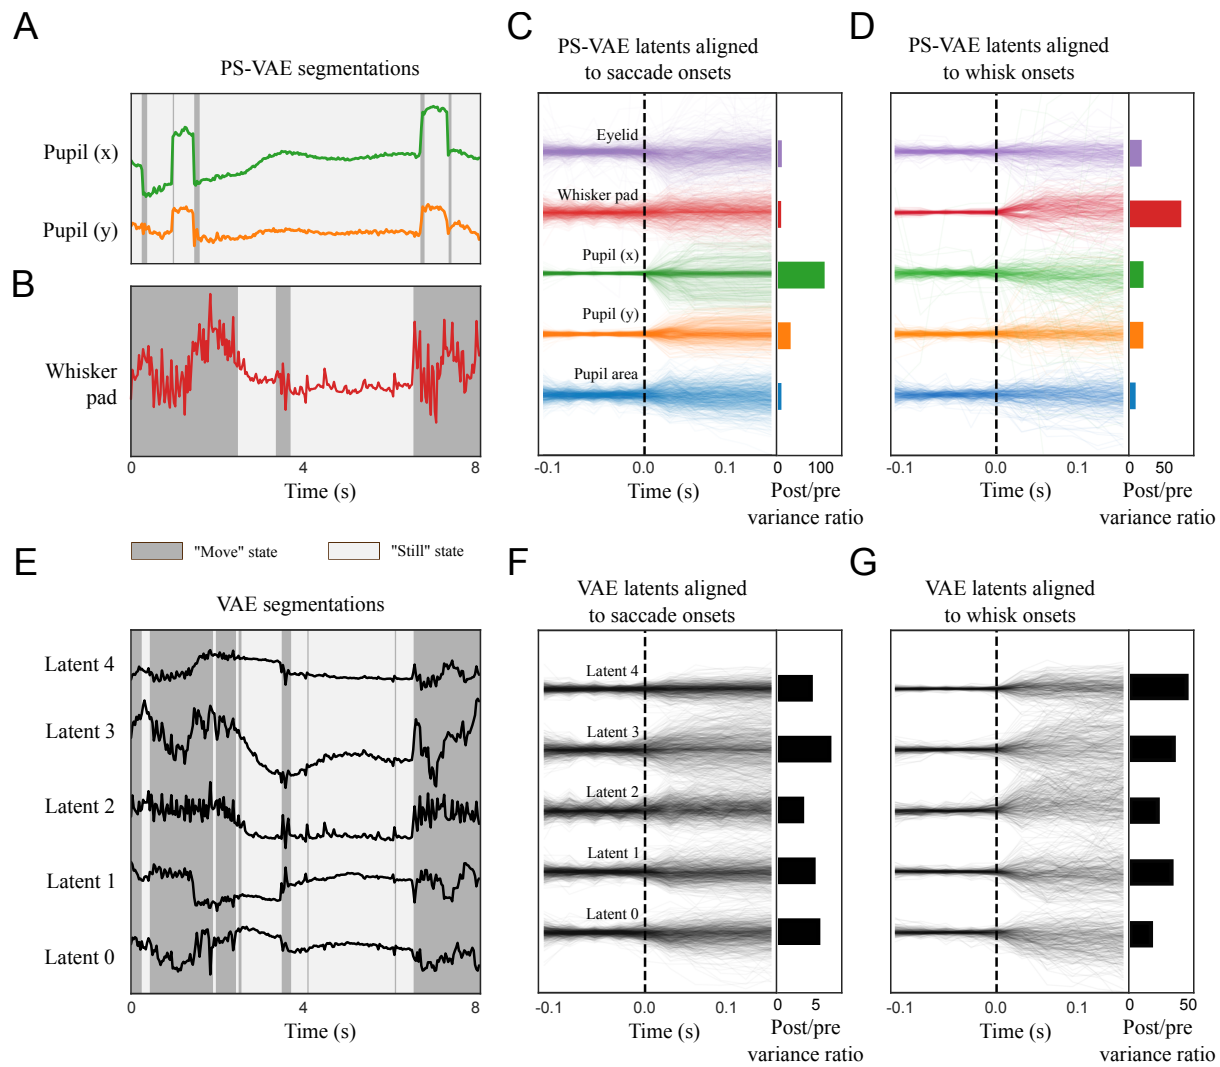 A
PS-VAE segmentations
Pupil (x)
Pupil (y)
B
Whisker
pad
0
4
8
Time (s)
"Move" state
"Still" state
C
PS-VAE latents aligned
to saccade onsets
Eyelid
Whisker pad
Pupil (x)
Pupil (y)
Pupil area
-0.1
0.0
0.1
0
100
Time (s)
Post/pre
variance ratio
D
PS-VAE latents aligned
to whisk onsets
-0.1
0.0
0.1
0
50
Time (s)
Post/pre
variance ratio
E
VAE segmentations
Latent 4
Latent 3
Latent 2
Latent 1
Latent 0
0
4
8
Time (s)
F
VAE latents aligned
to saccade onsets
Latent 4
Latent 3
Latent 2
Latent 1
Latent 0
-0.1
0.0
0.1
0
5
Time (s)
Post/pre
variance ratio
G
VAE latents aligned
to whisk onsets
-0.1
0.0
0.1
0
50
Time (s)
Post/pre
variance ratio